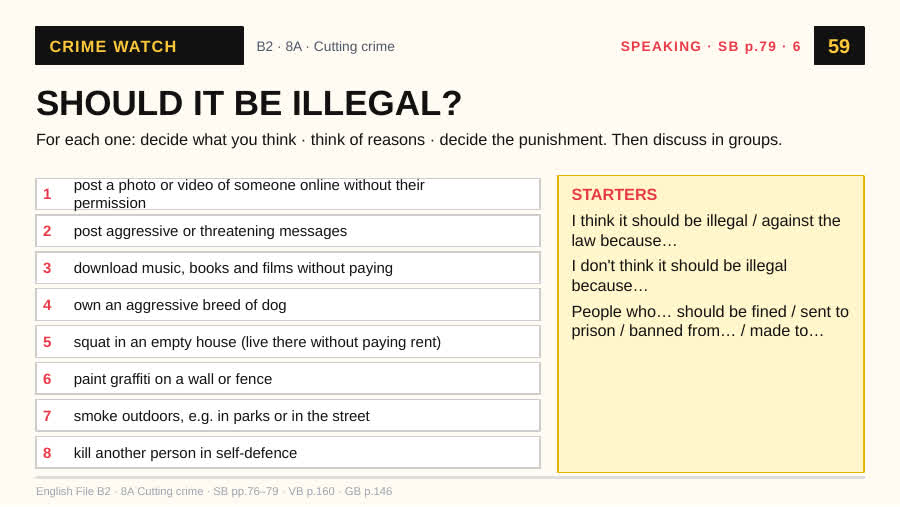 CRIME WATCH
B2 · 8A · Cutting crime
SPEAKING · SB p.79 · 6
59
SHOULD IT BE ILLEGAL?
For each one: decide what you think · think of reasons · decide the punishment. Then discuss in groups.
1 post a photo or video of someone online without their
permission
2 post aggressive or threatening messages
3 download music, books and films without paying
4 own an aggressive breed of dog
5 squat in an empty house (live there without paying rent)
6 paint graffiti on a wall or fence
7 smoke outdoors, e.g. in parks or in the street
8 kill another person in self-defence
STARTERS
I think it should be illegal / against the
law because…
I don't think it should be illegal
because…
People who… should be fined / sent to
prison / banned from… / made to…
English File B2 · 8A Cutting crime · SB pp.76–79 · VB p.160 · GB p.146